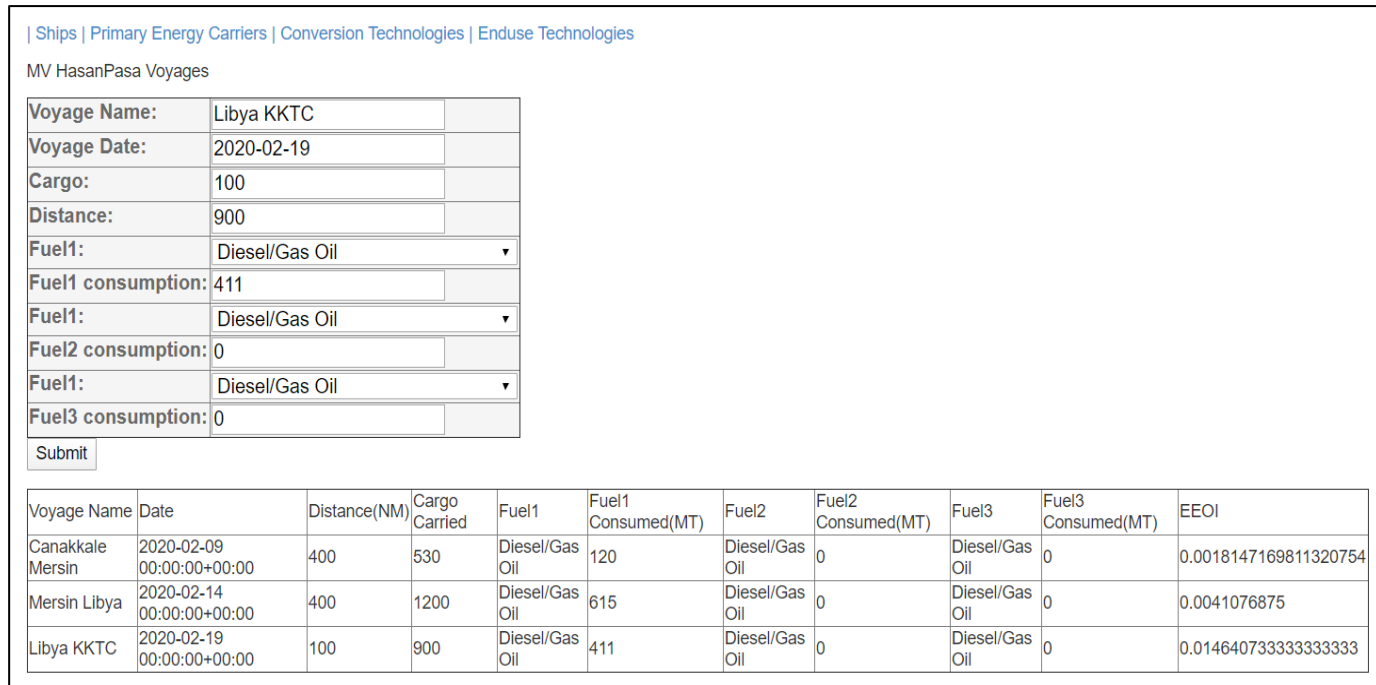 | Ships | Primary Energy Carriers | Conversion Technologies | Enduse Technologies
MV HasanPasa Voyages
Voyage Name: Libya KKTC
Voyage Date: 2020-02-19
Cargo: 100
Distance: 900
Fuel1: Diesel/Gas Oil
Fuel1 consumption: 411
Fuel1: Diesel/Gas Oil
Fuel2 consumption: 0
Fuel1: Diesel/Gas Oil
Fuel3 consumption: 0
Submit
Voyage Name Date Distance(NM) Cargo Carried Fuel1 Fuel1 Consumed(MT) Fuel2 Fuel2 Consumed(MT) Fuel3 Fuel3 Consumed(MT) EEOI
Canakkale Mersin 2020-02-09 00:00:00+00:00 400 530 Diesel/Gas Oil 120 Diesel/Gas Oil 0 Diesel/Gas Oil 0 0.0018147169811320754
Mersin Libya 2020-02-14 00:00:00+00:00 400 1200 Diesel/Gas Oil 615 Diesel/Gas Oil 0 Diesel/Gas Oil 0 0.0041076875
Libya KKTC 2020-02-19 00:00:00+00:00 100 900 Diesel/Gas Oil 411 Diesel/Gas Oil 0 Diesel/Gas Oil 0 0.014640733333333333